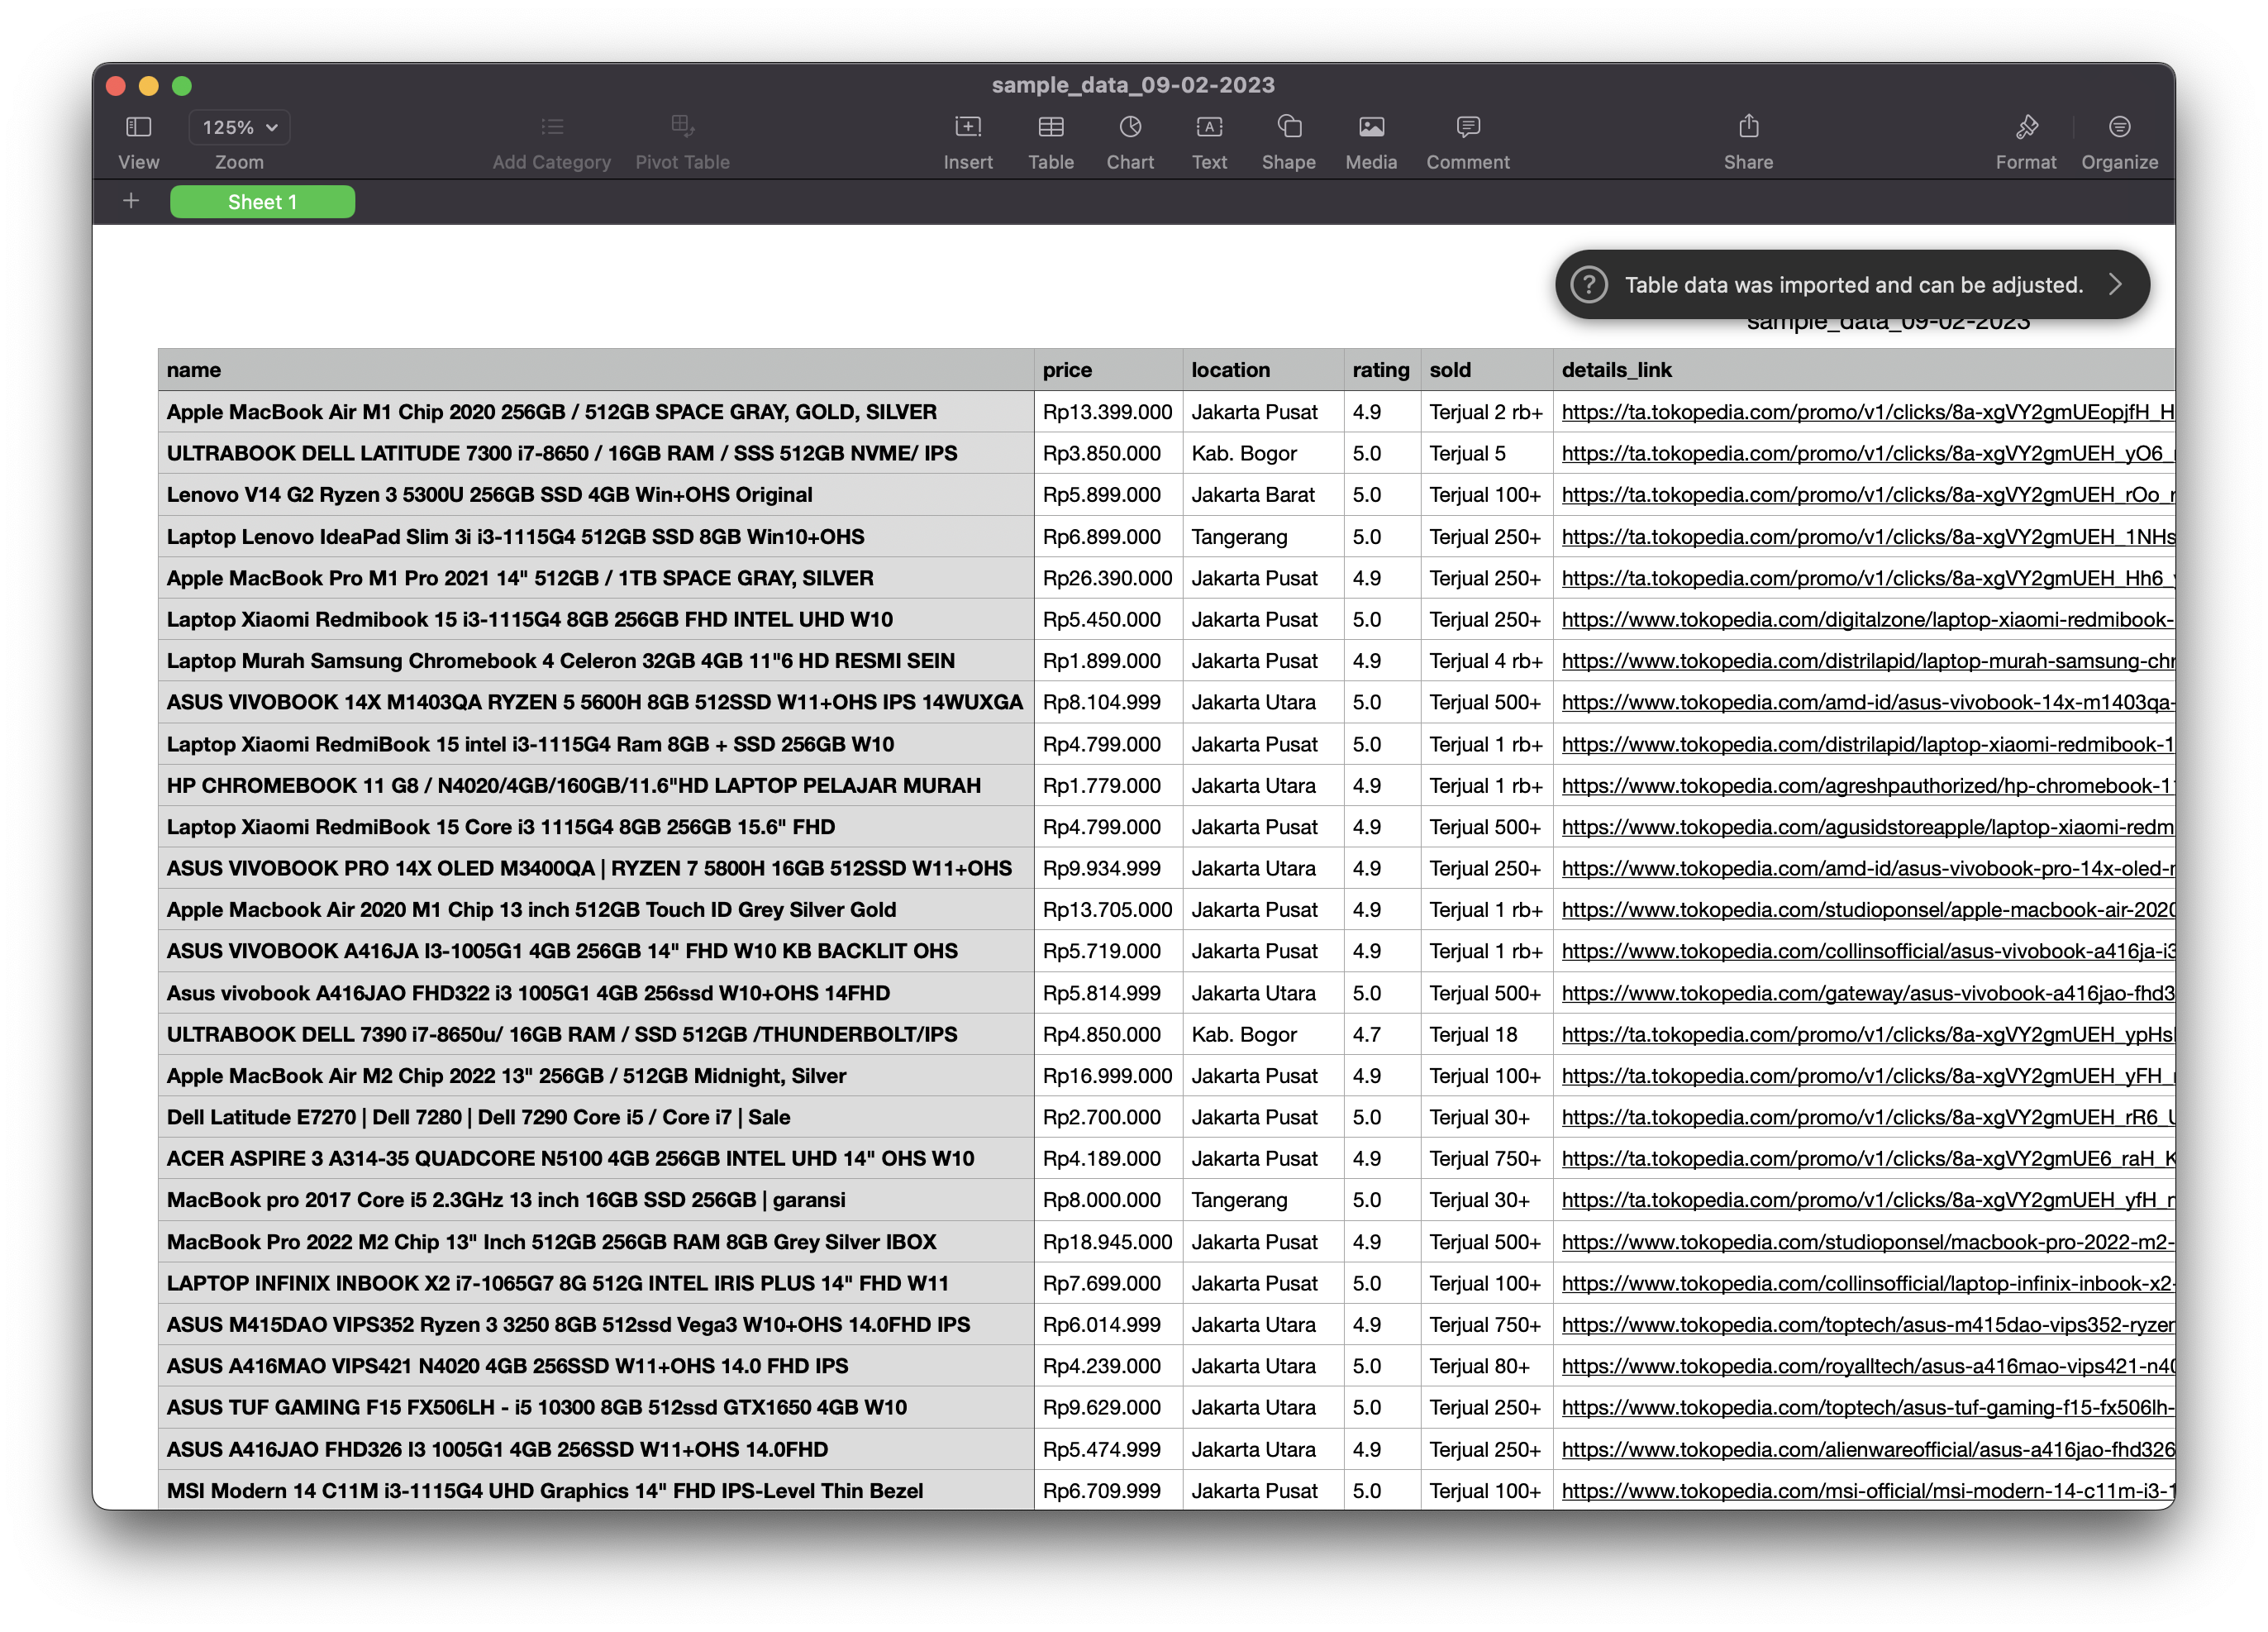 sample_data_09-02-2023
125%
View Zoom Add Category Pivot Table Insert Table Chart Text Shape Media Comment Share Format Organize
Sheet 1
Table data was imported and can be adjusted.
sample_data_09-02-2023
name price location rating sold details_link
Apple MacBook Air M1 Chip 2020 256GB / 512GB SPACE GRAY, GOLD, SILVER Rp13.399.000 Jakarta Pusat 4.9 Terjual 2 rb+ https://ta.tokopedia.com/promo/v1/clicks/8a-xgVY2gmUEopjfH_H
ULTRABOOK DELL LATITUDE 7300 i7-8650 / 16GB RAM / SSS 512GB NVME/ IPS Rp3.850.000 Kab. Bogor 5.0 Terjual 5 https://ta.tokopedia.com/promo/v1/clicks/8a-xgVY2gmUEH_yO6_
Lenovo V14 G2 Ryzen 3 5300U 256GB SSD 4GB Win+OHS Original Rp5.899.000 Jakarta Barat 5.0 Terjual 100+ https://ta.tokopedia.com/promo/v1/clicks/8a-xgVY2gmUEH_rOo_
Laptop Lenovo IdeaPad Slim 3i i3-1115G4 512GB SSD 8GB Win10+OHS Rp6.899.000 Tangerang 5.0 Terjual 250+ https://ta.tokopedia.com/promo/v1/clicks/8a-xgVY2gmUEH_1NHs
Apple MacBook Pro M1 Pro 2021 14" 512GB / 1TB SPACE GRAY, SILVER Rp26.390.000 Jakarta Pusat 4.9 Terjual 250+ https://ta.tokopedia.com/promo/v1/clicks/8a-xgVY2gmUEH_Hh6_
Laptop Xiaomi Redmibook 15 i3-1115G4 8GB 256GB FHD INTEL UHD W10 Rp5.450.000 Jakarta Pusat 5.0 Terjual 250+ https://www.tokopedia.com/digitalzone/laptop-xiaomi-redmibook-
Laptop Murah Samsung Chromebook 4 Celeron 32GB 4GB 11"6 HD RESMI SEIN Rp1.899.000 Jakarta Pusat 4.9 Terjual 4 rb+ https://www.tokopedia.com/distrilapid/laptop-murah-samsung-chr
ASUS VIVOBOOK 14X M1403QA RYZEN 5 5600H 8GB 512SSD W11+OHS IPS 14WUXGA Rp8.104.999 Jakarta Utara 5.0 Terjual 500+ https://www.tokopedia.com/amd-id/asus-vivobook-14x-m1403qa-
Laptop Xiaomi RedmiBook 15 intel i3-1115G4 Ram 8GB + SSD 256GB W10 Rp4.799.000 Jakarta Pusat 5.0 Terjual 1 rb+ https://www.tokopedia.com/distrilapid/laptop-xiaomi-redmibook-1
HP CHROMEBOOK 11 G8 / N4020/4GB/160GB/11.6"HD LAPTOP PELAJAR MURAH Rp1.779.000 Jakarta Utara 4.9 Terjual 1 rb+ https://www.tokopedia.com/agreshpauthorized/hp-chromebook-11
Laptop Xiaomi RedmiBook 15 Core i3 1115G4 8GB 256GB 15.6" FHD Rp4.799.000 Jakarta Pusat 4.9 Terjual 500+ https://www.tokopedia.com/agusidstoreapple/laptop-xiaomi-redm
ASUS VIVOBOOK PRO 14X OLED M3400QA | RYZEN 7 5800H 16GB 512SSD W11+OHS Rp9.934.999 Jakarta Utara 4.9 Terjual 250+ https://www.tokopedia.com/amd-id/asus-vivobook-pro-14x-oled-
Apple Macbook Air 2020 M1 Chip 13 inch 512GB Touch ID Grey Silver Gold Rp13.705.000 Jakarta Pusat 4.9 Terjual 1 rb+ https://www.tokopedia.com/studioponsel/apple-macbook-air-2020
ASUS VIVOBOOK A416JA I3-1005G1 4GB 256GB 14" FHD W10 KB BACKLIT OHS Rp5.719.000 Jakarta Pusat 4.9 Terjual 1 rb+ https://www.tokopedia.com/collinsofficial/asus-vivobook-a416ja-i3
Asus vivobook A416JAO FHD322 i3 1005G1 4GB 256ssd W10+OHS 14FHD Rp5.814.999 Jakarta Utara 5.0 Terjual 500+ https://www.tokopedia.com/gateway/asus-vivobook-a416jao-fhd3
ULTRABOOK DELL 7390 i7-8650u/ 16GB RAM / SSD 512GB /THUNDERBOLT/IPS Rp4.850.000 Kab. Bogor 4.7 Terjual 18 https://ta.tokopedia.com/promo/v1/clicks/8a-xgVY2gmUEH_ypHs
Apple MacBook Air M2 Chip 2022 13" 256GB / 512GB Midnight, Silver Rp16.999.000 Jakarta Pusat 4.9 Terjual 100+ https://ta.tokopedia.com/promo/v1/clicks/8a-xgVY2gmUEH_yFH_
Dell Latitude E7270 | Dell 7280 | Dell 7290 Core i5 / Core i7 | Sale Rp2.700.000 Jakarta Pusat 5.0 Terjual 30+ https://ta.tokopedia.com/promo/v1/clicks/8a-xgVY2gmUEH_rR6_
ACER ASPIRE 3 A314-35 QUADCORE N5100 4GB 256GB INTEL UHD 14" OHS W10 Rp4.189.000 Jakarta Pusat 4.9 Terjual 750+ https://ta.tokopedia.com/promo/v1/clicks/8a-xgVY2gmUE6_raH_K
MacBook pro 2017 Core i5 2.3GHz 13 inch 16GB SSD 256GB | garansi Rp8.000.000 Tangerang 5.0 Terjual 30+ https://ta.tokopedia.com/promo/v1/clicks/8a-xgVY2gmUEH_yfH_
MacBook Pro 2022 M2 Chip 13" Inch 512GB 256GB RAM 8GB Grey Silver IBOX Rp18.945.000 Jakarta Pusat 4.9 Terjual 500+ https://www.tokopedia.com/studioponsel/macbook-pro-2022-m2-
LAPTOP INFINIX INBOOK X2 i7-1065G7 8G 512G INTEL IRIS PLUS 14" FHD W11 Rp7.699.000 Jakarta Pusat 5.0 Terjual 100+ https://www.tokopedia.com/collinsofficial/laptop-infinix-inbook-x2-
ASUS M415DAO VIPS352 Ryzen 3 3250 8GB 512ssd Vega3 W10+OHS 14.0FHD IPS Rp6.014.999 Jakarta Utara 4.9 Terjual 750+ https://www.tokopedia.com/toptech/asus-m415dao-vips352-ryzer
ASUS A416MAO VIPS421 N4020 4GB 256SSD W11+OHS 14.0 FHD IPS Rp4.239.000 Jakarta Utara 5.0 Terjual 80+ https://www.tokopedia.com/royalltech/asus-a416mao-vips421-n40
ASUS TUF GAMING F15 FX506LH - i5 10300 8GB 512ssd GTX1650 4GB W10 Rp9.629.000 Jakarta Utara 5.0 Terjual 250+ https://www.tokopedia.com/toptech/asus-tuf-gaming-f15-fx506lh-
ASUS A416JAO FHD326 I3 1005G1 4GB 256SSD W11+OHS 14.0FHD Rp5.474.999 Jakarta Utara 4.9 Terjual 250+ https://www.tokopedia.com/alienwareofficial/asus-a416jao-fhd326
MSI Modern 14 C11M i3-1115G4 UHD Graphics 14" FHD IPS-Level Thin Bezel Rp6.709.999 Jakarta Pusat 5.0 Terjual 100+ https://www.tokopedia.com/msi-official/msi-modern-14-c11m-i3-1